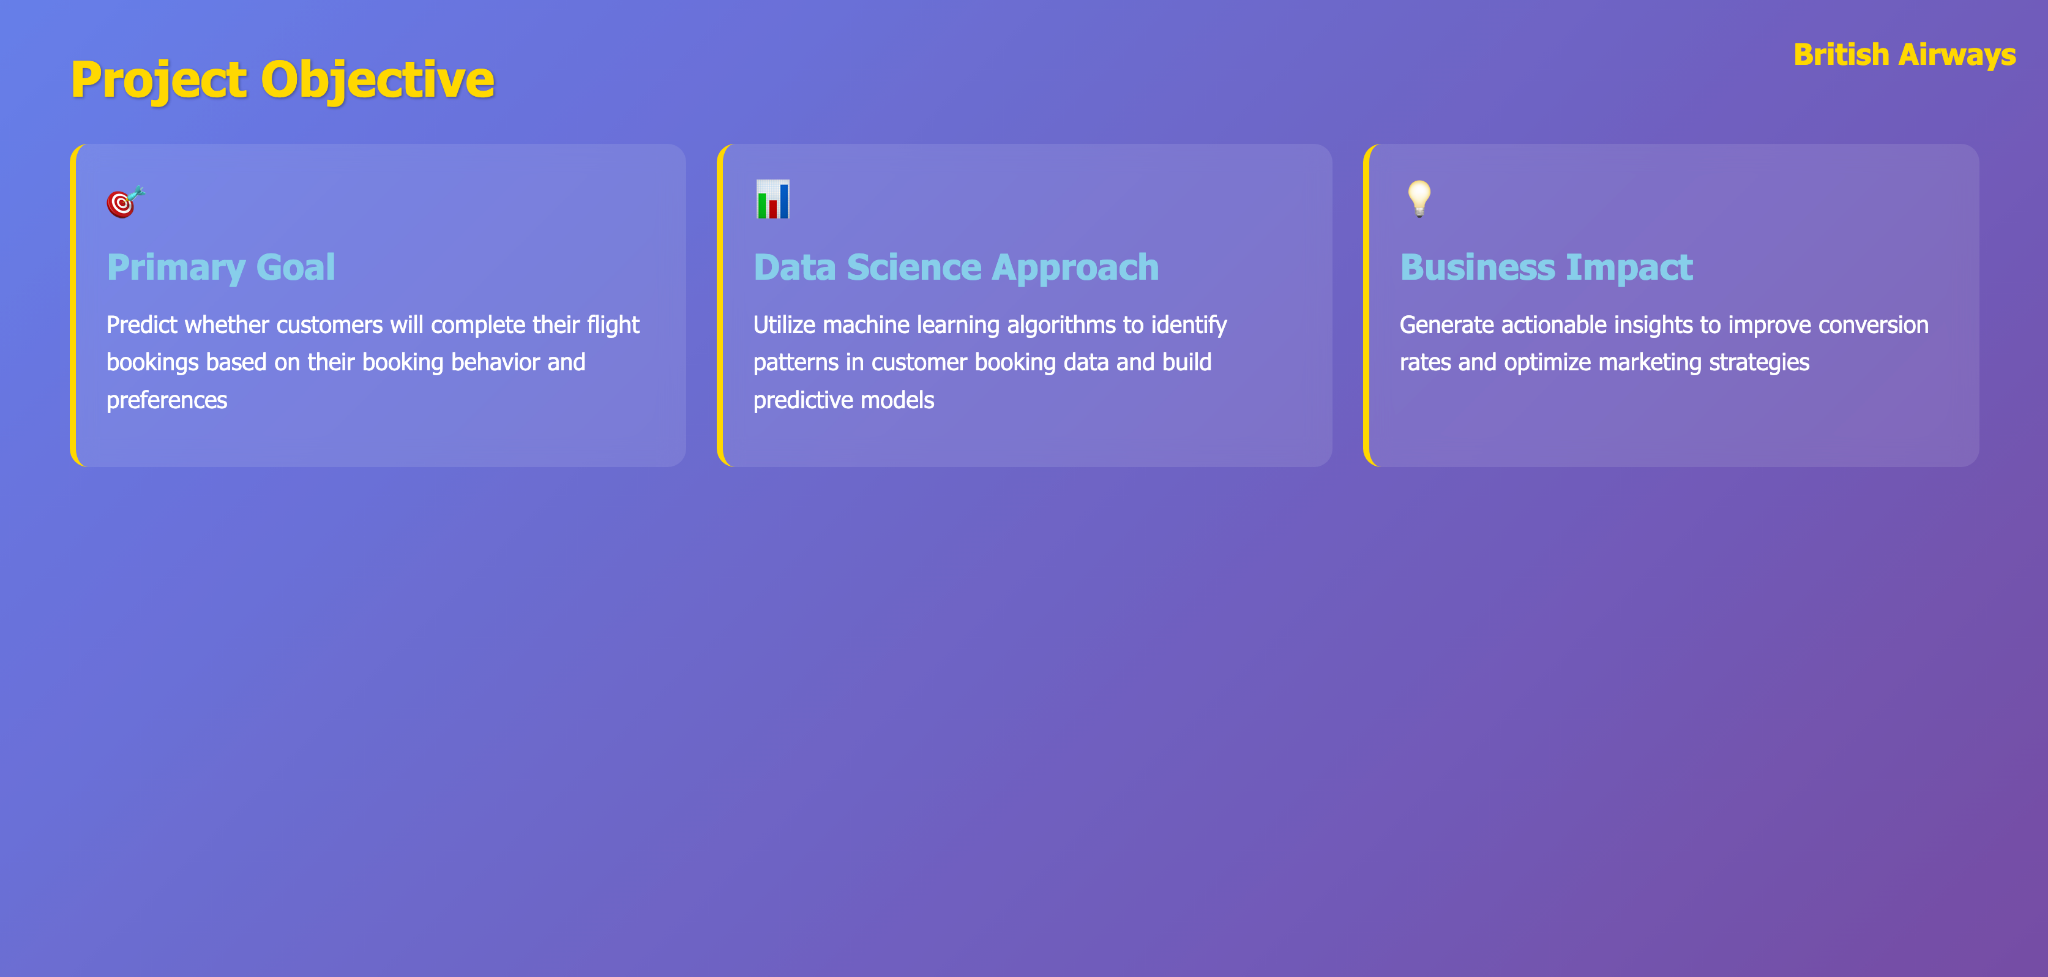 British Airways
Project Objective
Primary Goal
Predict whether customers will complete their flight
bookings based on their booking behavior and
preferences
Data Science Approach
Utilize machine learning algorithms to identify
patterns in customer booking data and build
predictive models
Business Impact
Generate actionable insights to improve conversion
rates and optimize marketing strategies